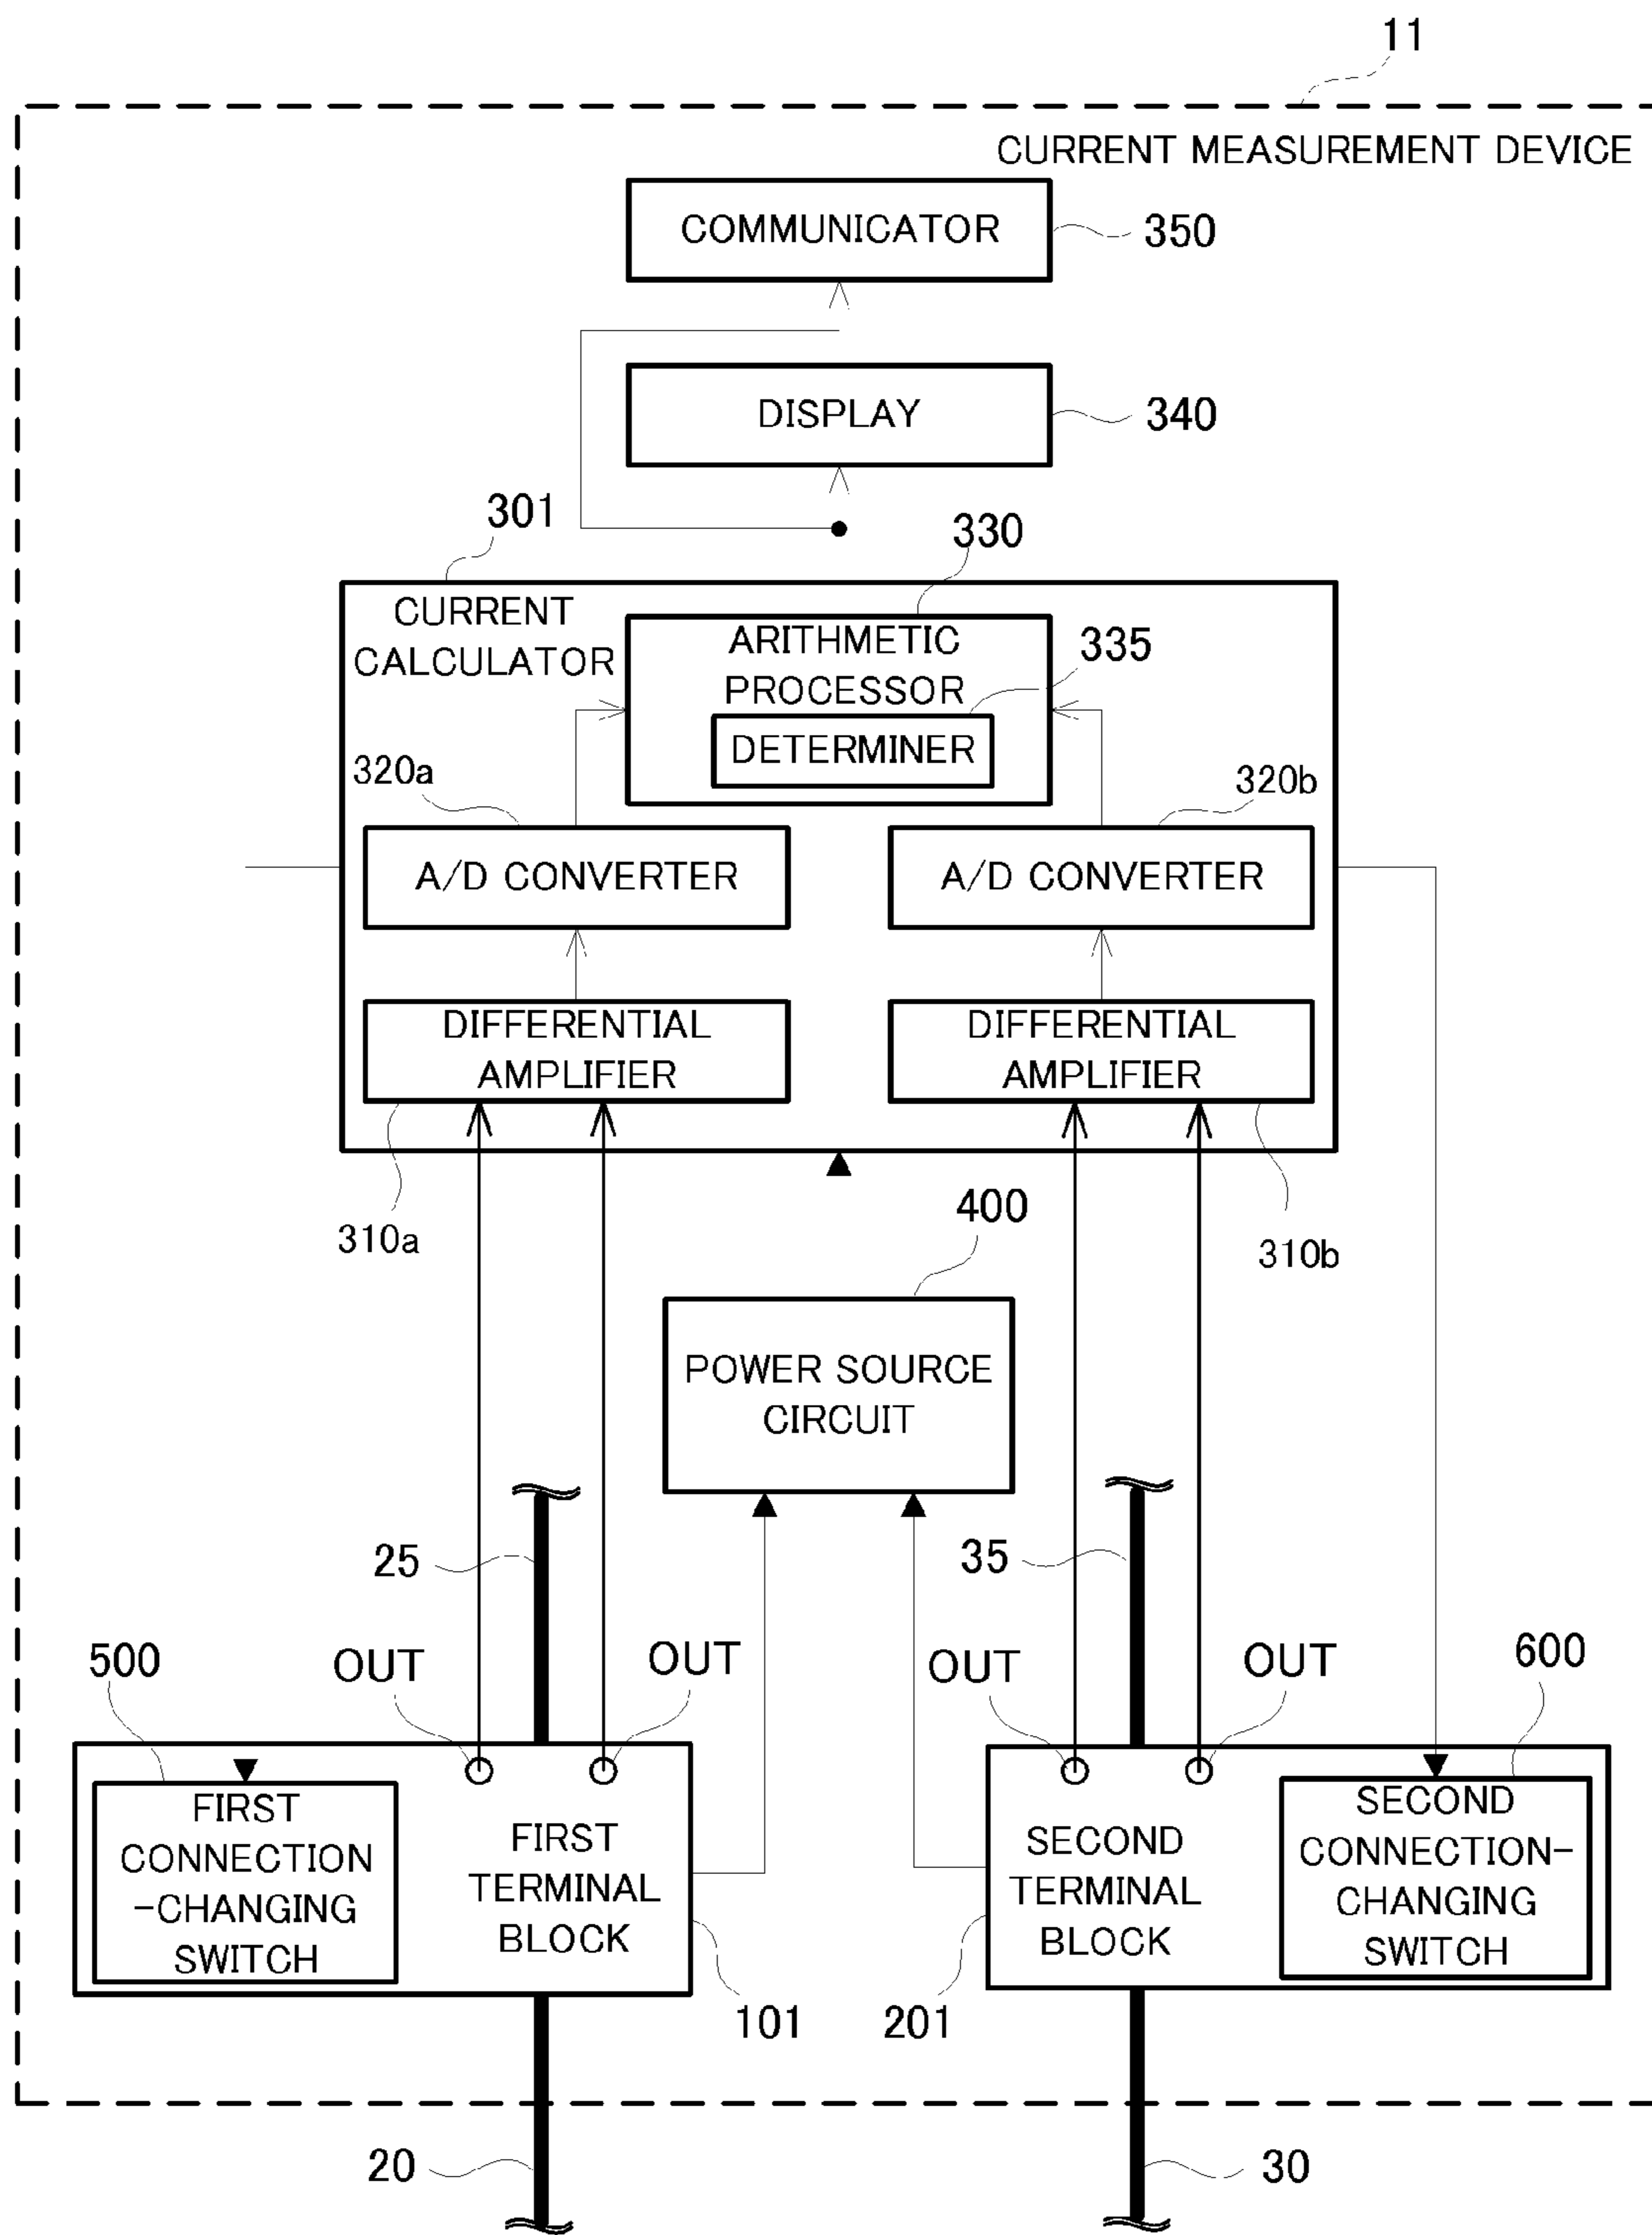 11
CURRENT MEASUREMENT DEVICE
COMMUNICATOR
350
DISPLAY
340
301
330
CURRENT
CALCULATOR
ARITHMETIC
PROCESSOR
335
DETERMINER
320a
320b
A/D CONVERTER
A/D CONVERTER
DIFFERENTIAL
AMPLIFIER
DIFFERENTIAL
AMPLIFIER
310a
310b
400
POWER SOURCE
CIRCUIT
25
35
500
OUT
OUT
OUT
OUT
600
FIRST
CONNECTION
-CHANGING
SWITCH
FIRST
TERMINAL
BLOCK
SECOND
TERMINAL
BLOCK
SECOND
CONNECTION-
CHANGING
SWITCH
101
201
20
30